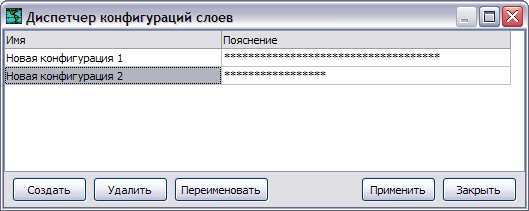 Диспетчер конфигураций слоев
Имя Пояснение
Новая конфигурация 1 ************************************
Новая конфигурация 2 *****************
Создать Удалить Переименовать Применить Закрыть